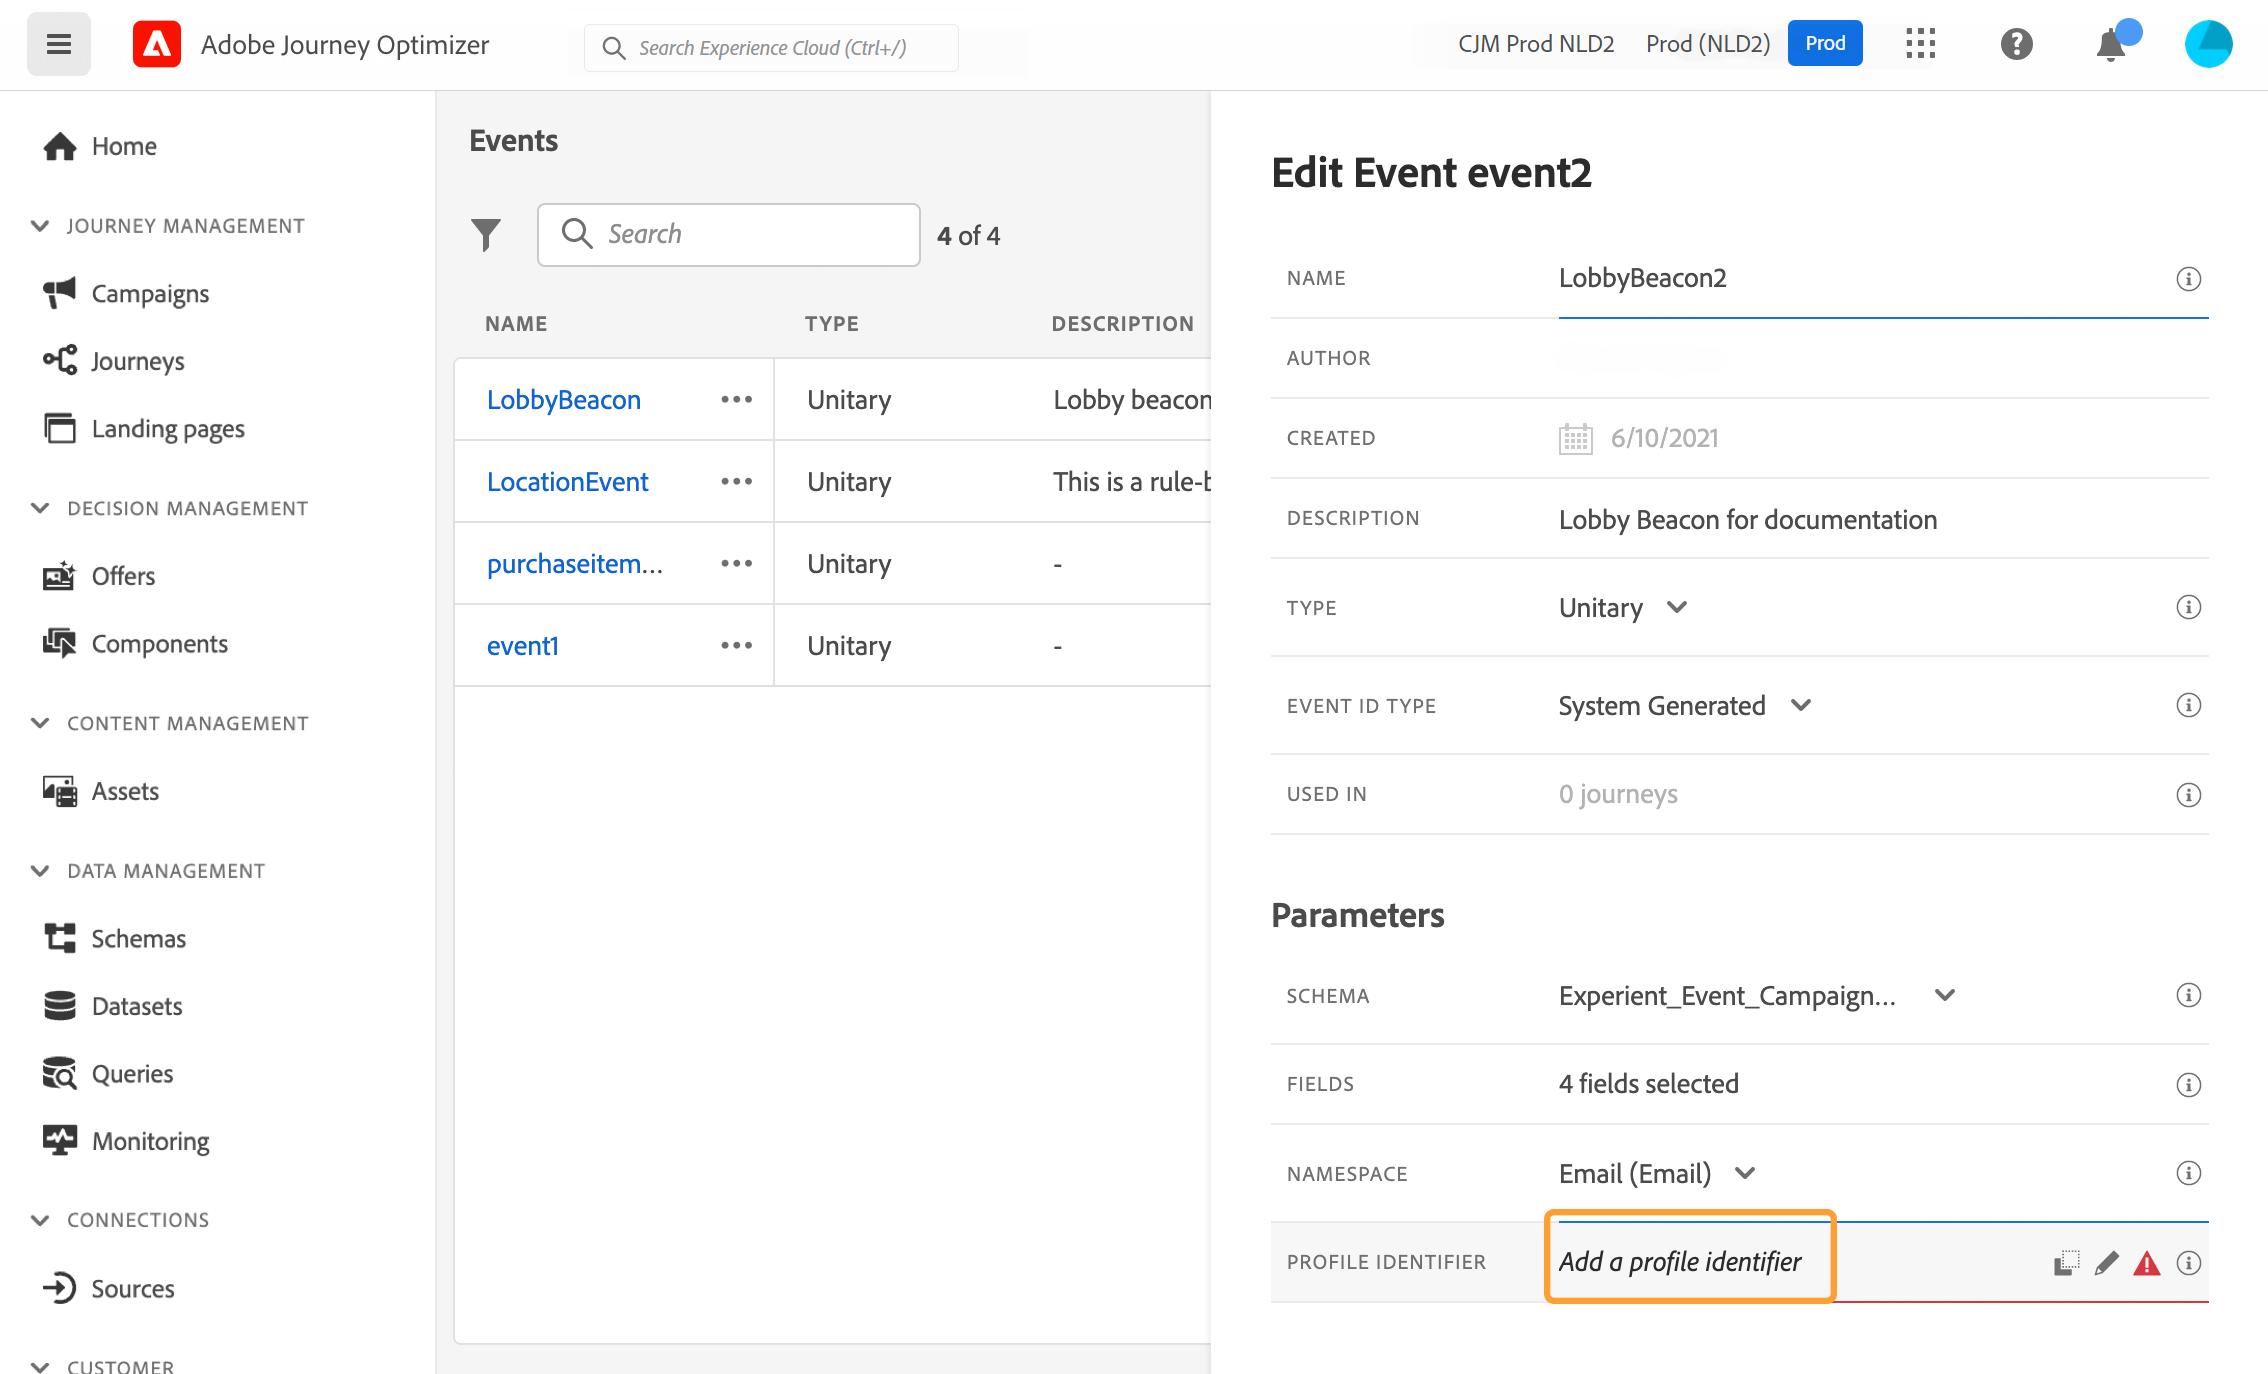 Adobe Journey Optimizer
Search Experience Cloud (Ctrl+/)
CJM Prod NLD2
Prod (NLD2)
Prod
Home
JOURNEY MANAGEMENT
Campaigns
Journeys
Landing pages
DECISION MANAGEMENT
Offers
Components
CONTENT MANAGEMENT
Assets
DATA MANAGEMENT
Schemas
Datasets
Queries
Monitoring
CONNECTIONS
Sources
CUSTOMER
Events
Search
4 of 4
NAME TYPE DESCRIPTION
LobbyBeacon ••• Unitary Lobby beacon
LocationEvent ••• Unitary This is a rule-b
purchaseitem... ••• Unitary -
event1 ••• Unitary -
Edit Event event2
NAME LobbyBeacon2
AUTHOR
CREATED 6/10/2021
DESCRIPTION Lobby Beacon for documentation
TYPE Unitary
EVENT ID TYPE System Generated
USED IN 0 journeys
Parameters
SCHEMA Experient_Event_Campaign...
FIELDS 4 fields selected
NAMESPACE Email (Email)
PROFILE IDENTIFIER Add a profile identifier